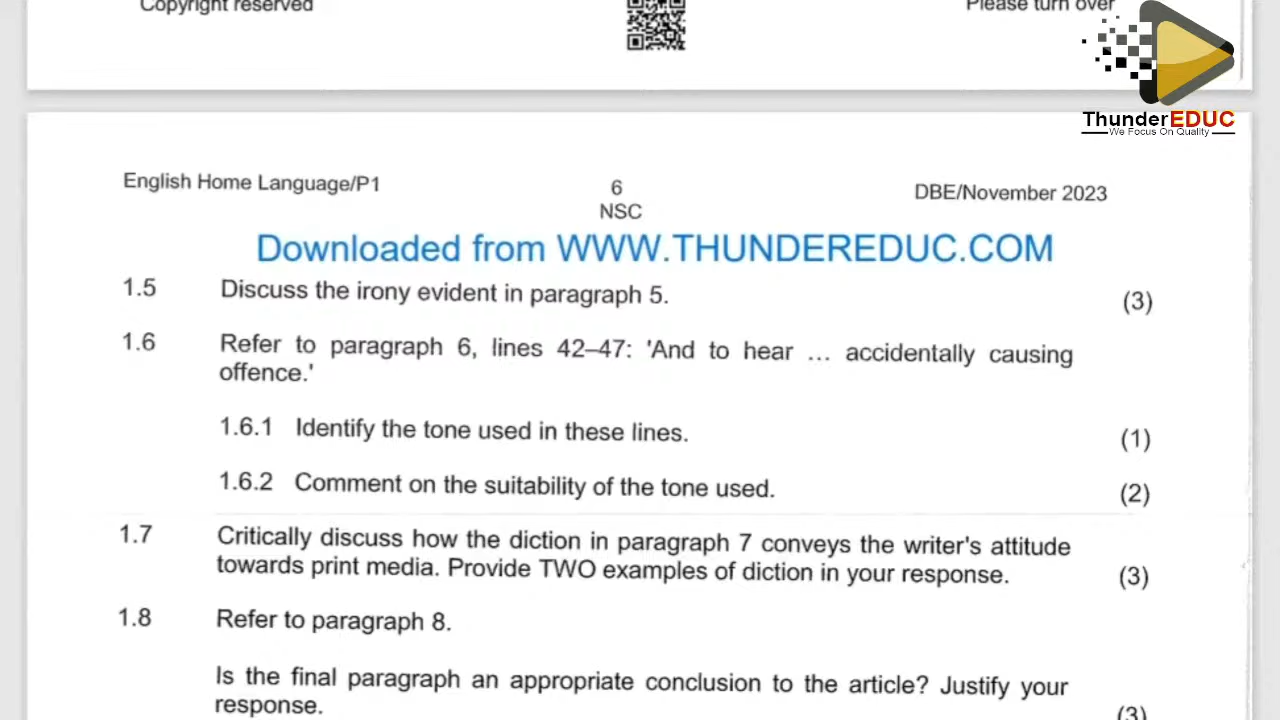 Copyright reserved
Please turn over
ThunderEDUC
We Focus On Quality
English Home Language/P1
6
DBE/November 2023
NSC
Downloaded from WWW.THUNDEREDUC.COM
1.5 Discuss the irony evident in paragraph 5. (3)
1.6 Refer to paragraph 6, lines 42–47: 'And to hear ... accidentally causing
offence.'
1.6.1 Identify the tone used in these lines. (1)
1.6.2 Comment on the suitability of the tone used. (2)
1.7 Critically discuss how the diction in paragraph 7 conveys the writer's attitude
towards print media. Provide TWO examples of diction in your response. (3)
1.8 Refer to paragraph 8.
Is the final paragraph an appropriate conclusion to the article? Justify your
response. (3)